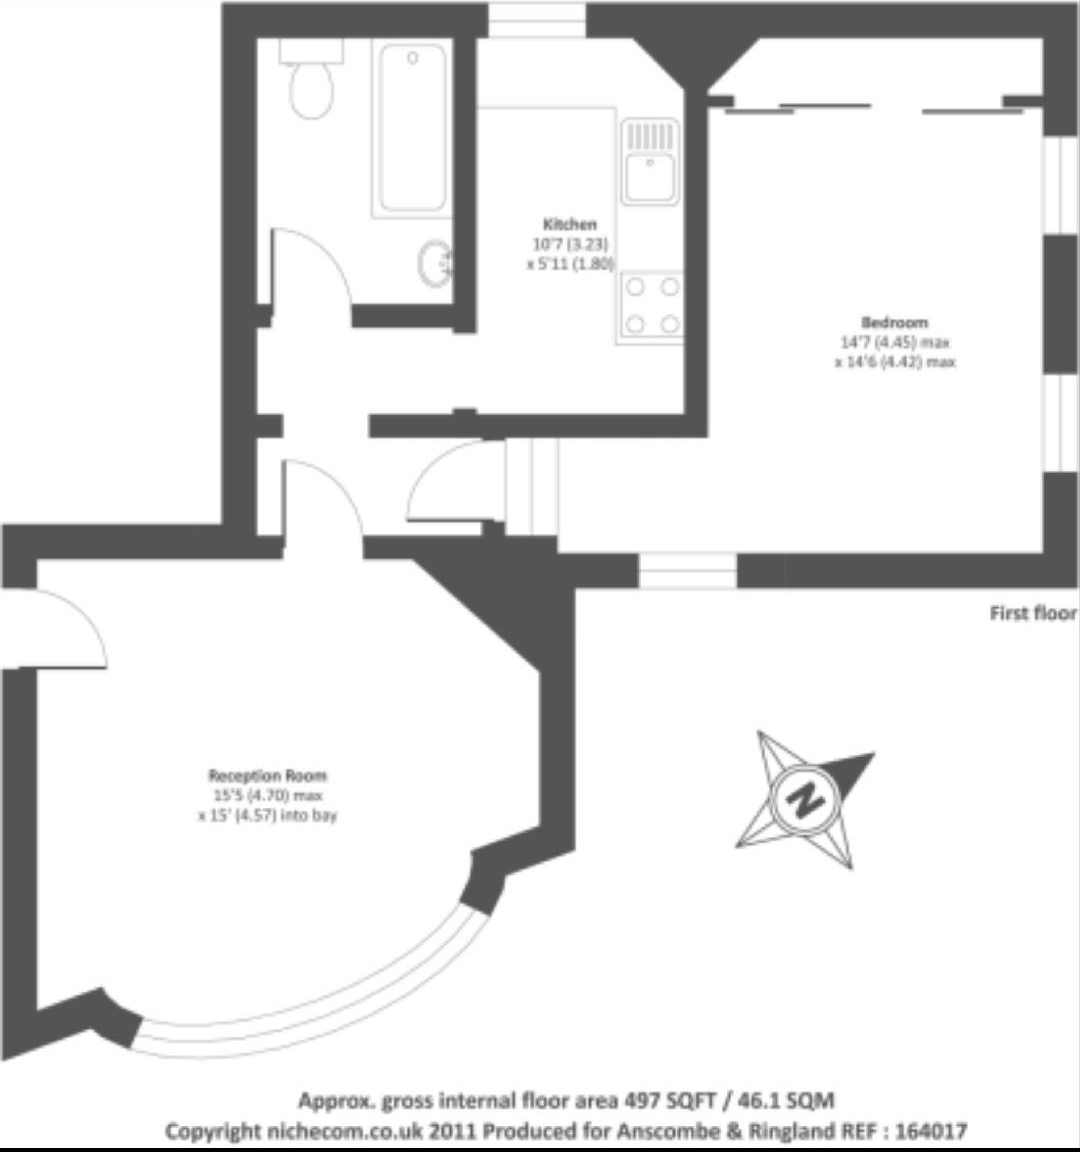 Kitchen
10'7 (3.23)
x 5'11 (1.80)
Bedroom
14'7 (4.45) max
x 14'6 (4.42) max
First floor
Reception Room
15'5 (4.70) max
x 15' (4.57) into bay
N
Approx. gross internal floor area 497 SQFT / 46.1 SQM
Copyright nichecom.co.uk 2011 Produced for Anscombe & Ringland REF : 164017